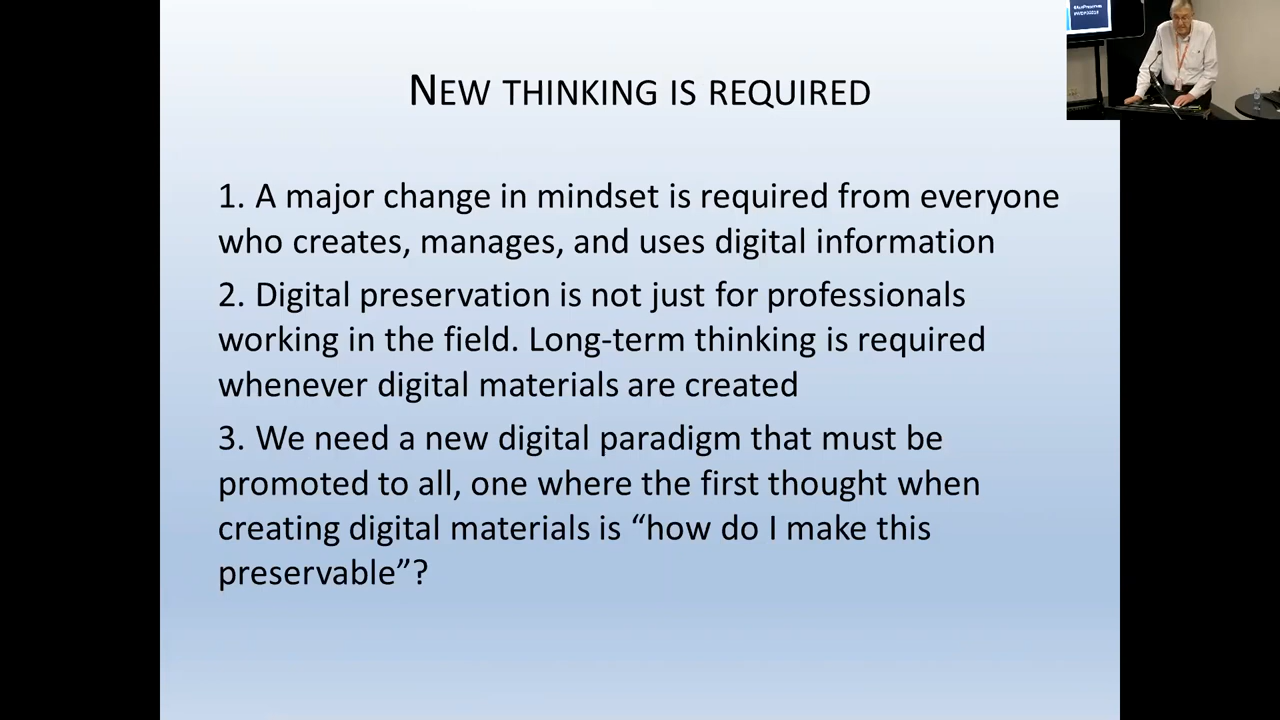 #AusPreserves
#WDPD2018
NEW THINKING IS REQUIRED
1. A major change in mindset is required from everyone
who creates, manages, and uses digital information
2. Digital preservation is not just for professionals
working in the field. Long-term thinking is required
whenever digital materials are created
3. We need a new digital paradigm that must be
promoted to all, one where the first thought when
creating digital materials is “how do I make this
preservable”?